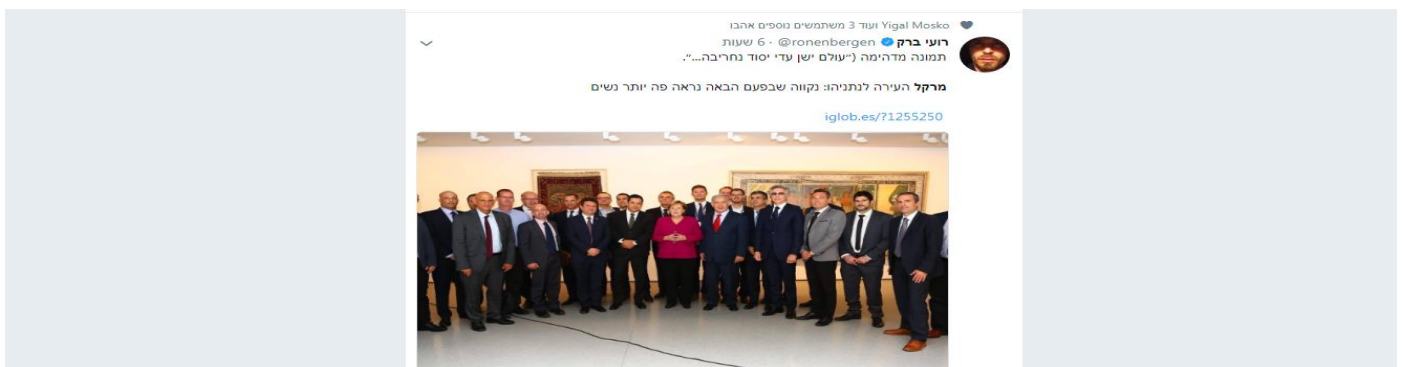 Yigal Mosko ועוד 3 משתמשים נוספים אהבו
רועי ברק @ronenbergen · 6 שעות
תמונה מדהימה (״עולם ישן עדי יסוד נחריבה...״.
מרקל העירה לנתניהו: נקווה שבפעם הבאה נראה פה יותר נשים
iglob.es/?1255250